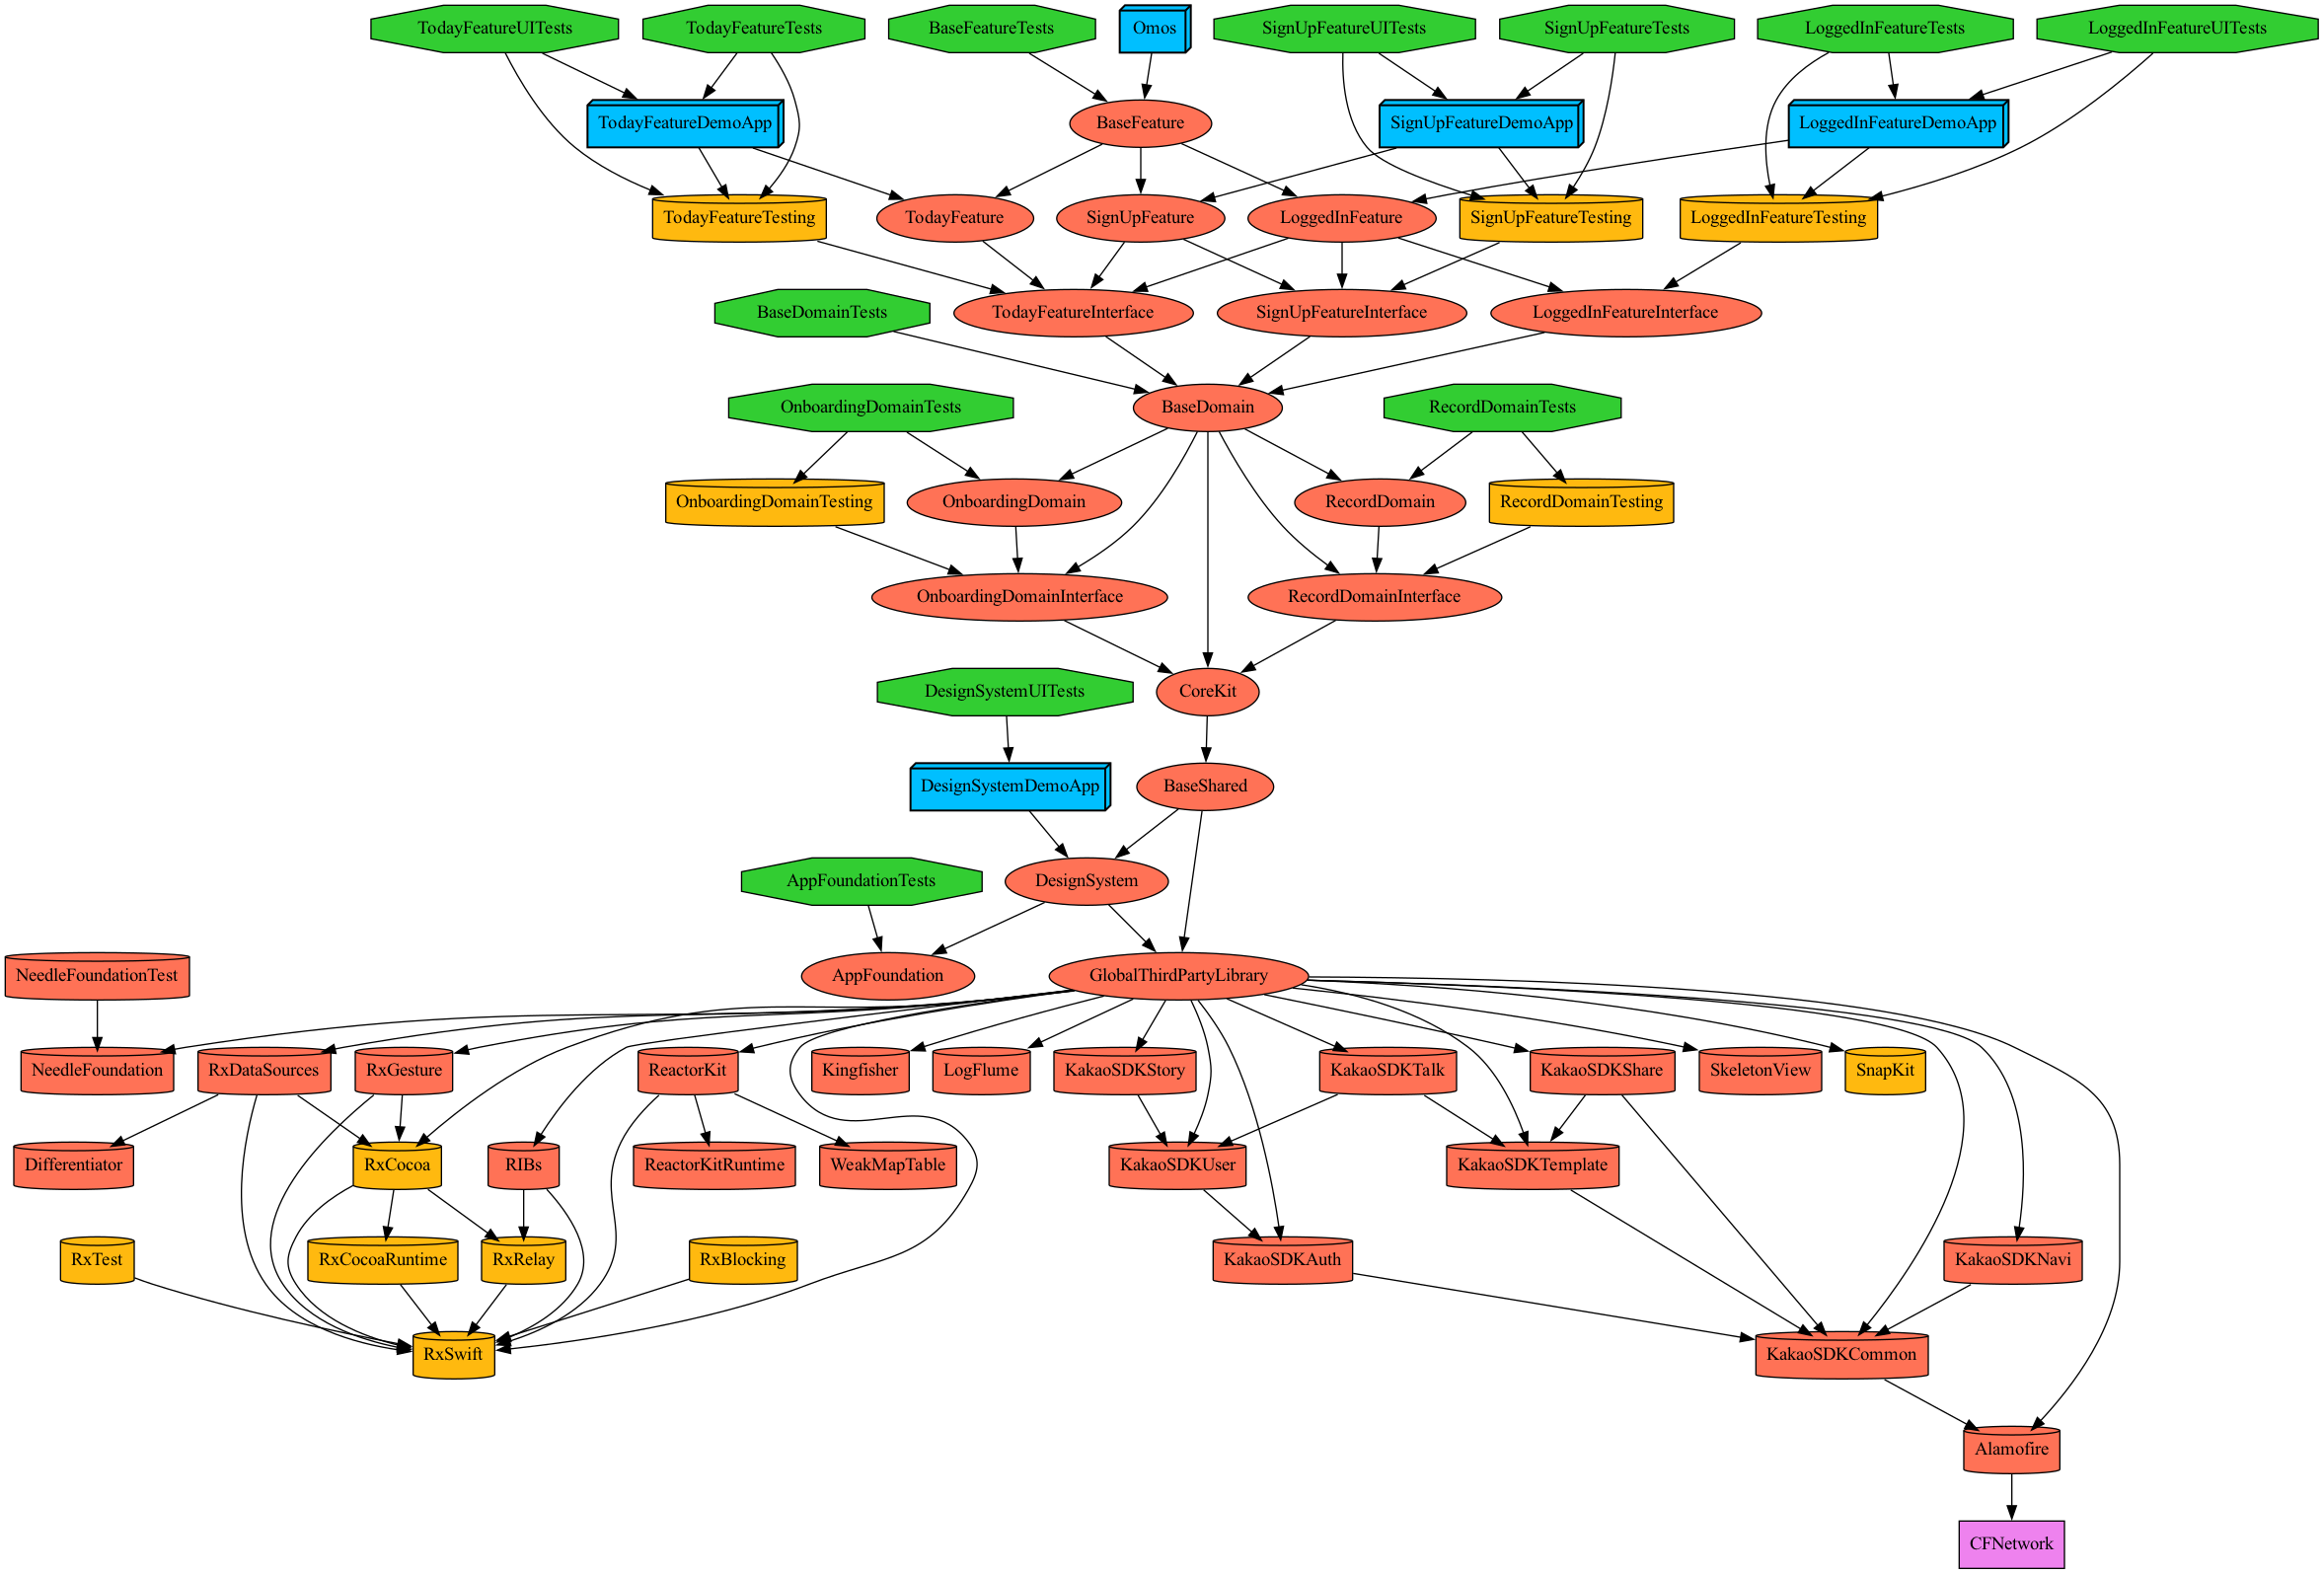 TodayFeatureUITests
TodayFeatureTests
BaseFeatureTests
Omos
SignUpFeatureUITests
SignUpFeatureTests
LoggedInFeatureTests
LoggedInFeatureUITests
TodayFeatureDemoApp
BaseFeature
SignUpFeatureDemoApp
LoggedInFeatureDemoApp
TodayFeatureTesting
TodayFeature
SignUpFeature
LoggedInFeature
SignUpFeatureTesting
LoggedInFeatureTesting
BaseDomainTests
TodayFeatureInterface
SignUpFeatureInterface
LoggedInFeatureInterface
OnboardingDomainTests
BaseDomain
RecordDomainTests
OnboardingDomainTesting
OnboardingDomain
RecordDomain
RecordDomainTesting
OnboardingDomainInterface
RecordDomainInterface
DesignSystemUITests
CoreKit
DesignSystemDemoApp
BaseShared
AppFoundationTests
DesignSystem
NeedleFoundationTest
AppFoundation
GlobalThirdPartyLibrary
NeedleFoundation
RxDataSources
RxGesture
ReactorKit
Kingfisher
LogFlume
KakaoSDKStory
KakaoSDKTalk
KakaoSDKShare
SkeletonView
SnapKit
Differentiator
RxCocoa
RIBs
ReactorKitRuntime
WeakMapTable
KakaoSDKUser
KakaoSDKTemplate
RxTest
RxCocoaRuntime
RxRelay
RxBlocking
KakaoSDKAuth
KakaoSDKNavi
RxSwift
KakaoSDKCommon
Alamofire
CFNetwork